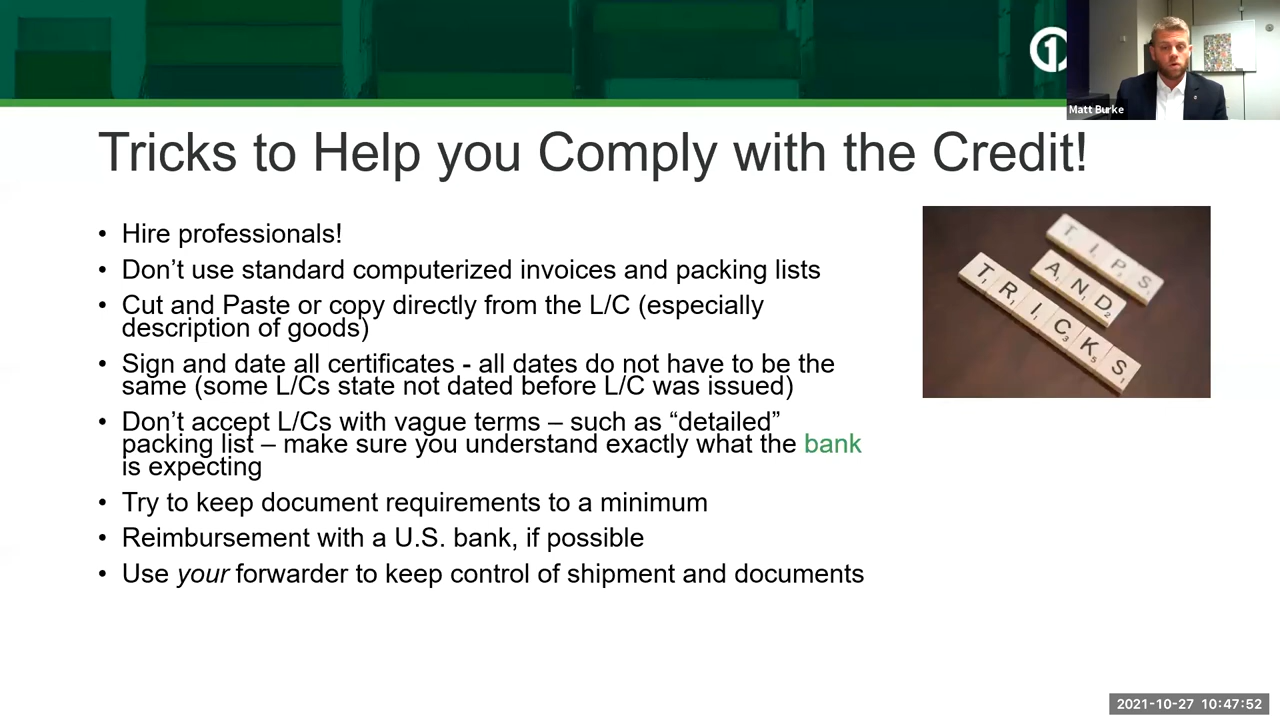 1
Matt Burke
Tricks to Help you Comply with the Credit!
• Hire professionals!
• Don’t use standard computerized invoices and packing lists
• Cut and Paste or copy directly from the L/C (especially
description of goods)
• Sign and date all certificates - all dates do not have to be the
same (some L/Cs state not dated before L/C was issued)
• Don’t accept L/Cs with vague terms – such as “detailed”
packing list – make sure you understand exactly what the bank
is expecting
• Try to keep document requirements to a minimum
• Reimbursement with a U.S. bank, if possible
• Use your forwarder to keep control of shipment and documents
TIPS
AND
TRICKS
2021-10-27 10:47:52